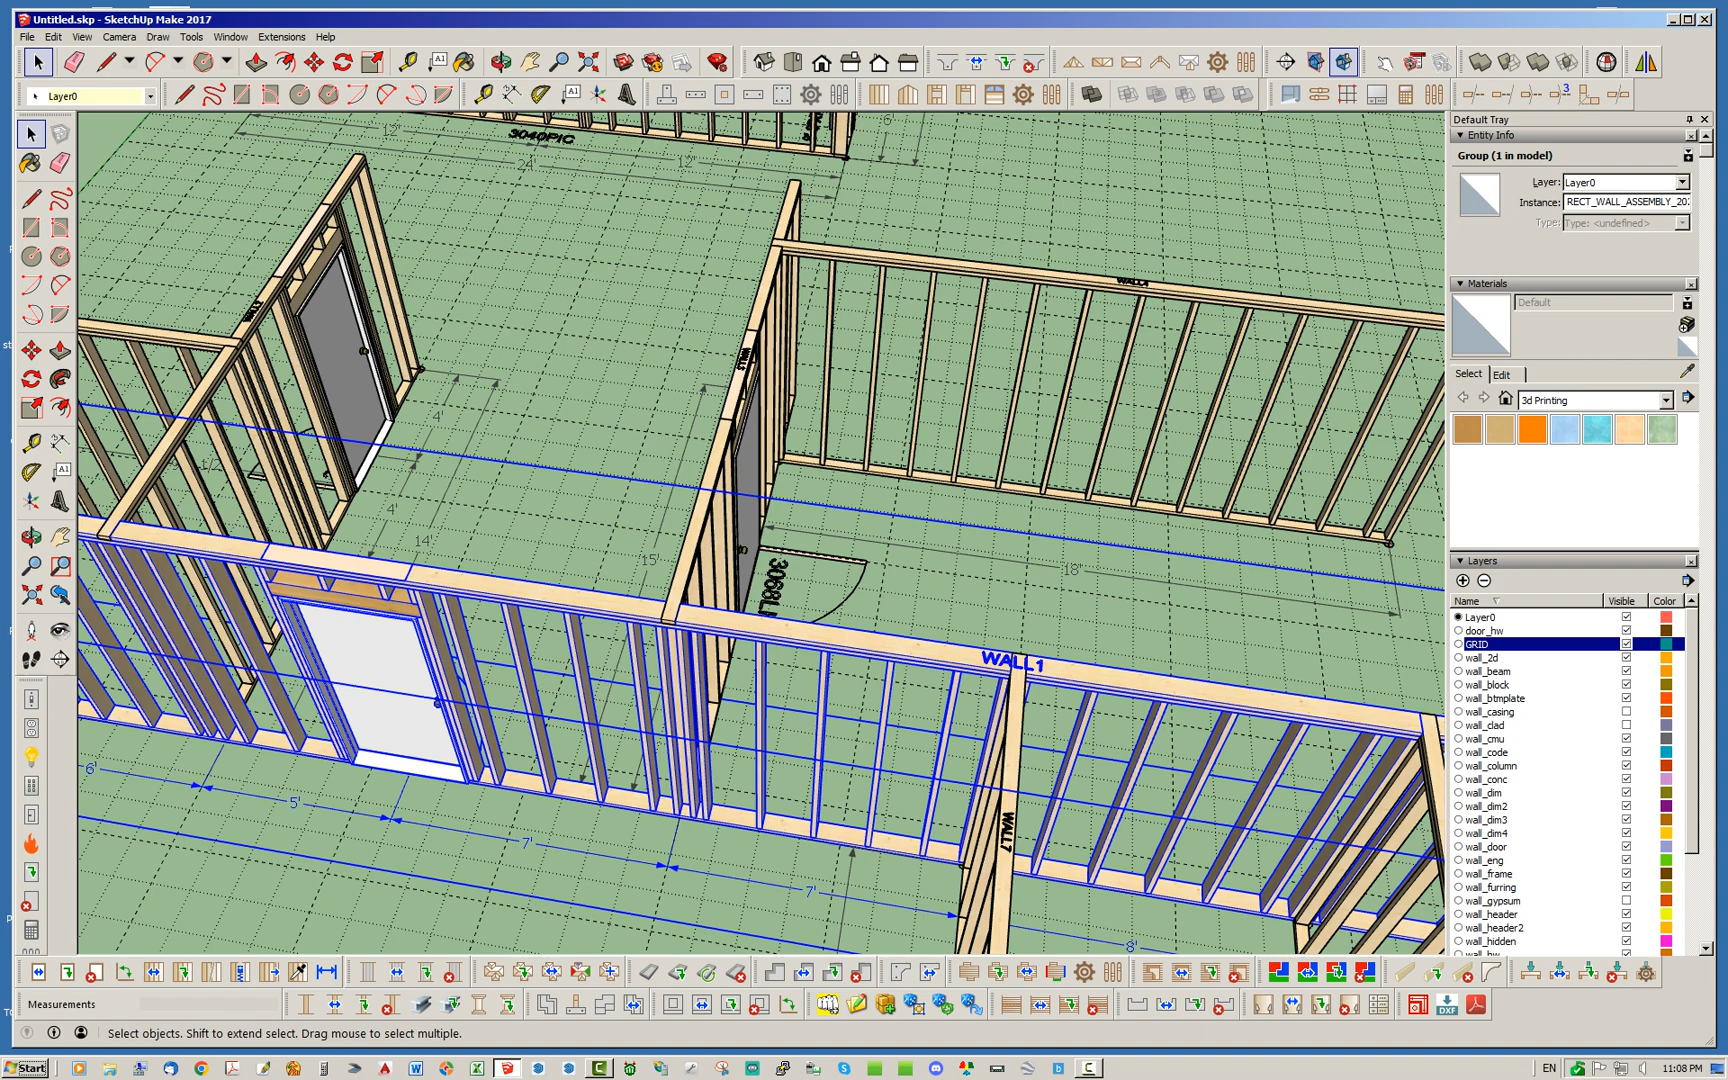 Untitled.skp - SketchUp Make 2017
File Edit View Camera Draw Tools Window Extensions Help
Layer0
Default Tray
Entity Info
Group (1 in model)
Layer: Layer0
Instance: RECT_WALL_ASSEMBLY_20
Type: Type: <undefined>
Materials
Default
Select Edit
3d Printing
Layers
Name Visible Color
Layer0
door_hw
GRID
wall_2d
wall_beam
wall_block
wall_btmplate
wall_casing
wall_clad
wall_cmu
wall_code
wall_column
wall_conc
wall_dim
wall_dim2
wall_dim3
wall_dim4
wall_door
wall_eng
wall_frame
wall_furring
wall_gypsum
wall_header
wall_header2
wall_hidden
wall_hw
12'
3040PIC
24'
12'
6'
WALL4
WALL3
4'
4'
14'
15'
18'
3068L
WALL1
WALL7
6'
5'
7'
7'
8'
Measurements
Select objects. Shift to extend select. Drag mouse to select multiple.
Start
EN
11:08 PM